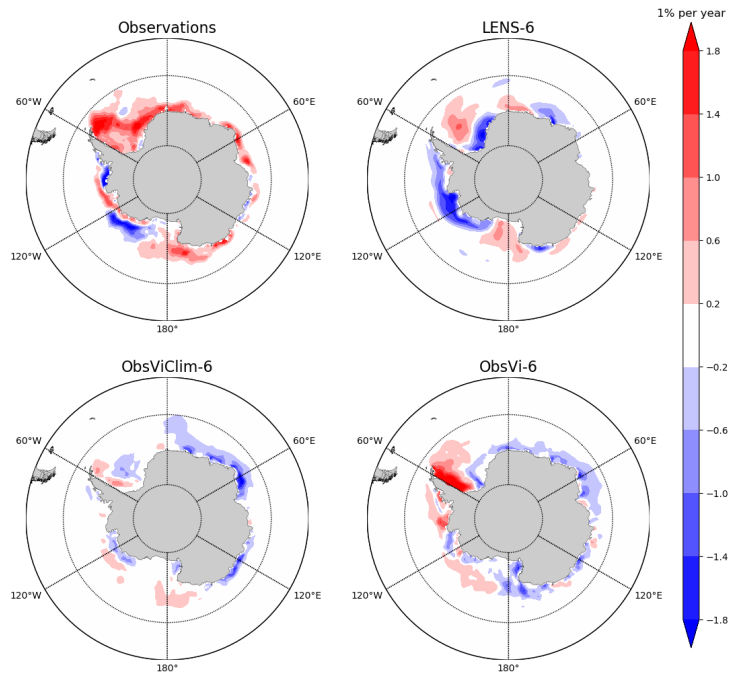 1% per year
Observations
LENS-6
60°W
60°E
60°W
60°E
120°W
120°E
120°W
120°E
180°
180°
ObsViClim-6
ObsVi-6
60°W
60°E
60°W
60°E
120°W
120°E
120°W
120°E
180°
180°
1.8
1.4
1.0
0.6
0.2
−0.2
−0.6
−1.0
−1.4
−1.8